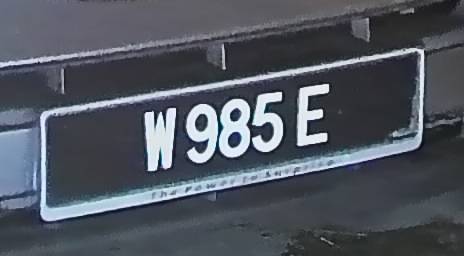 W 985 E
The Power to Surprise